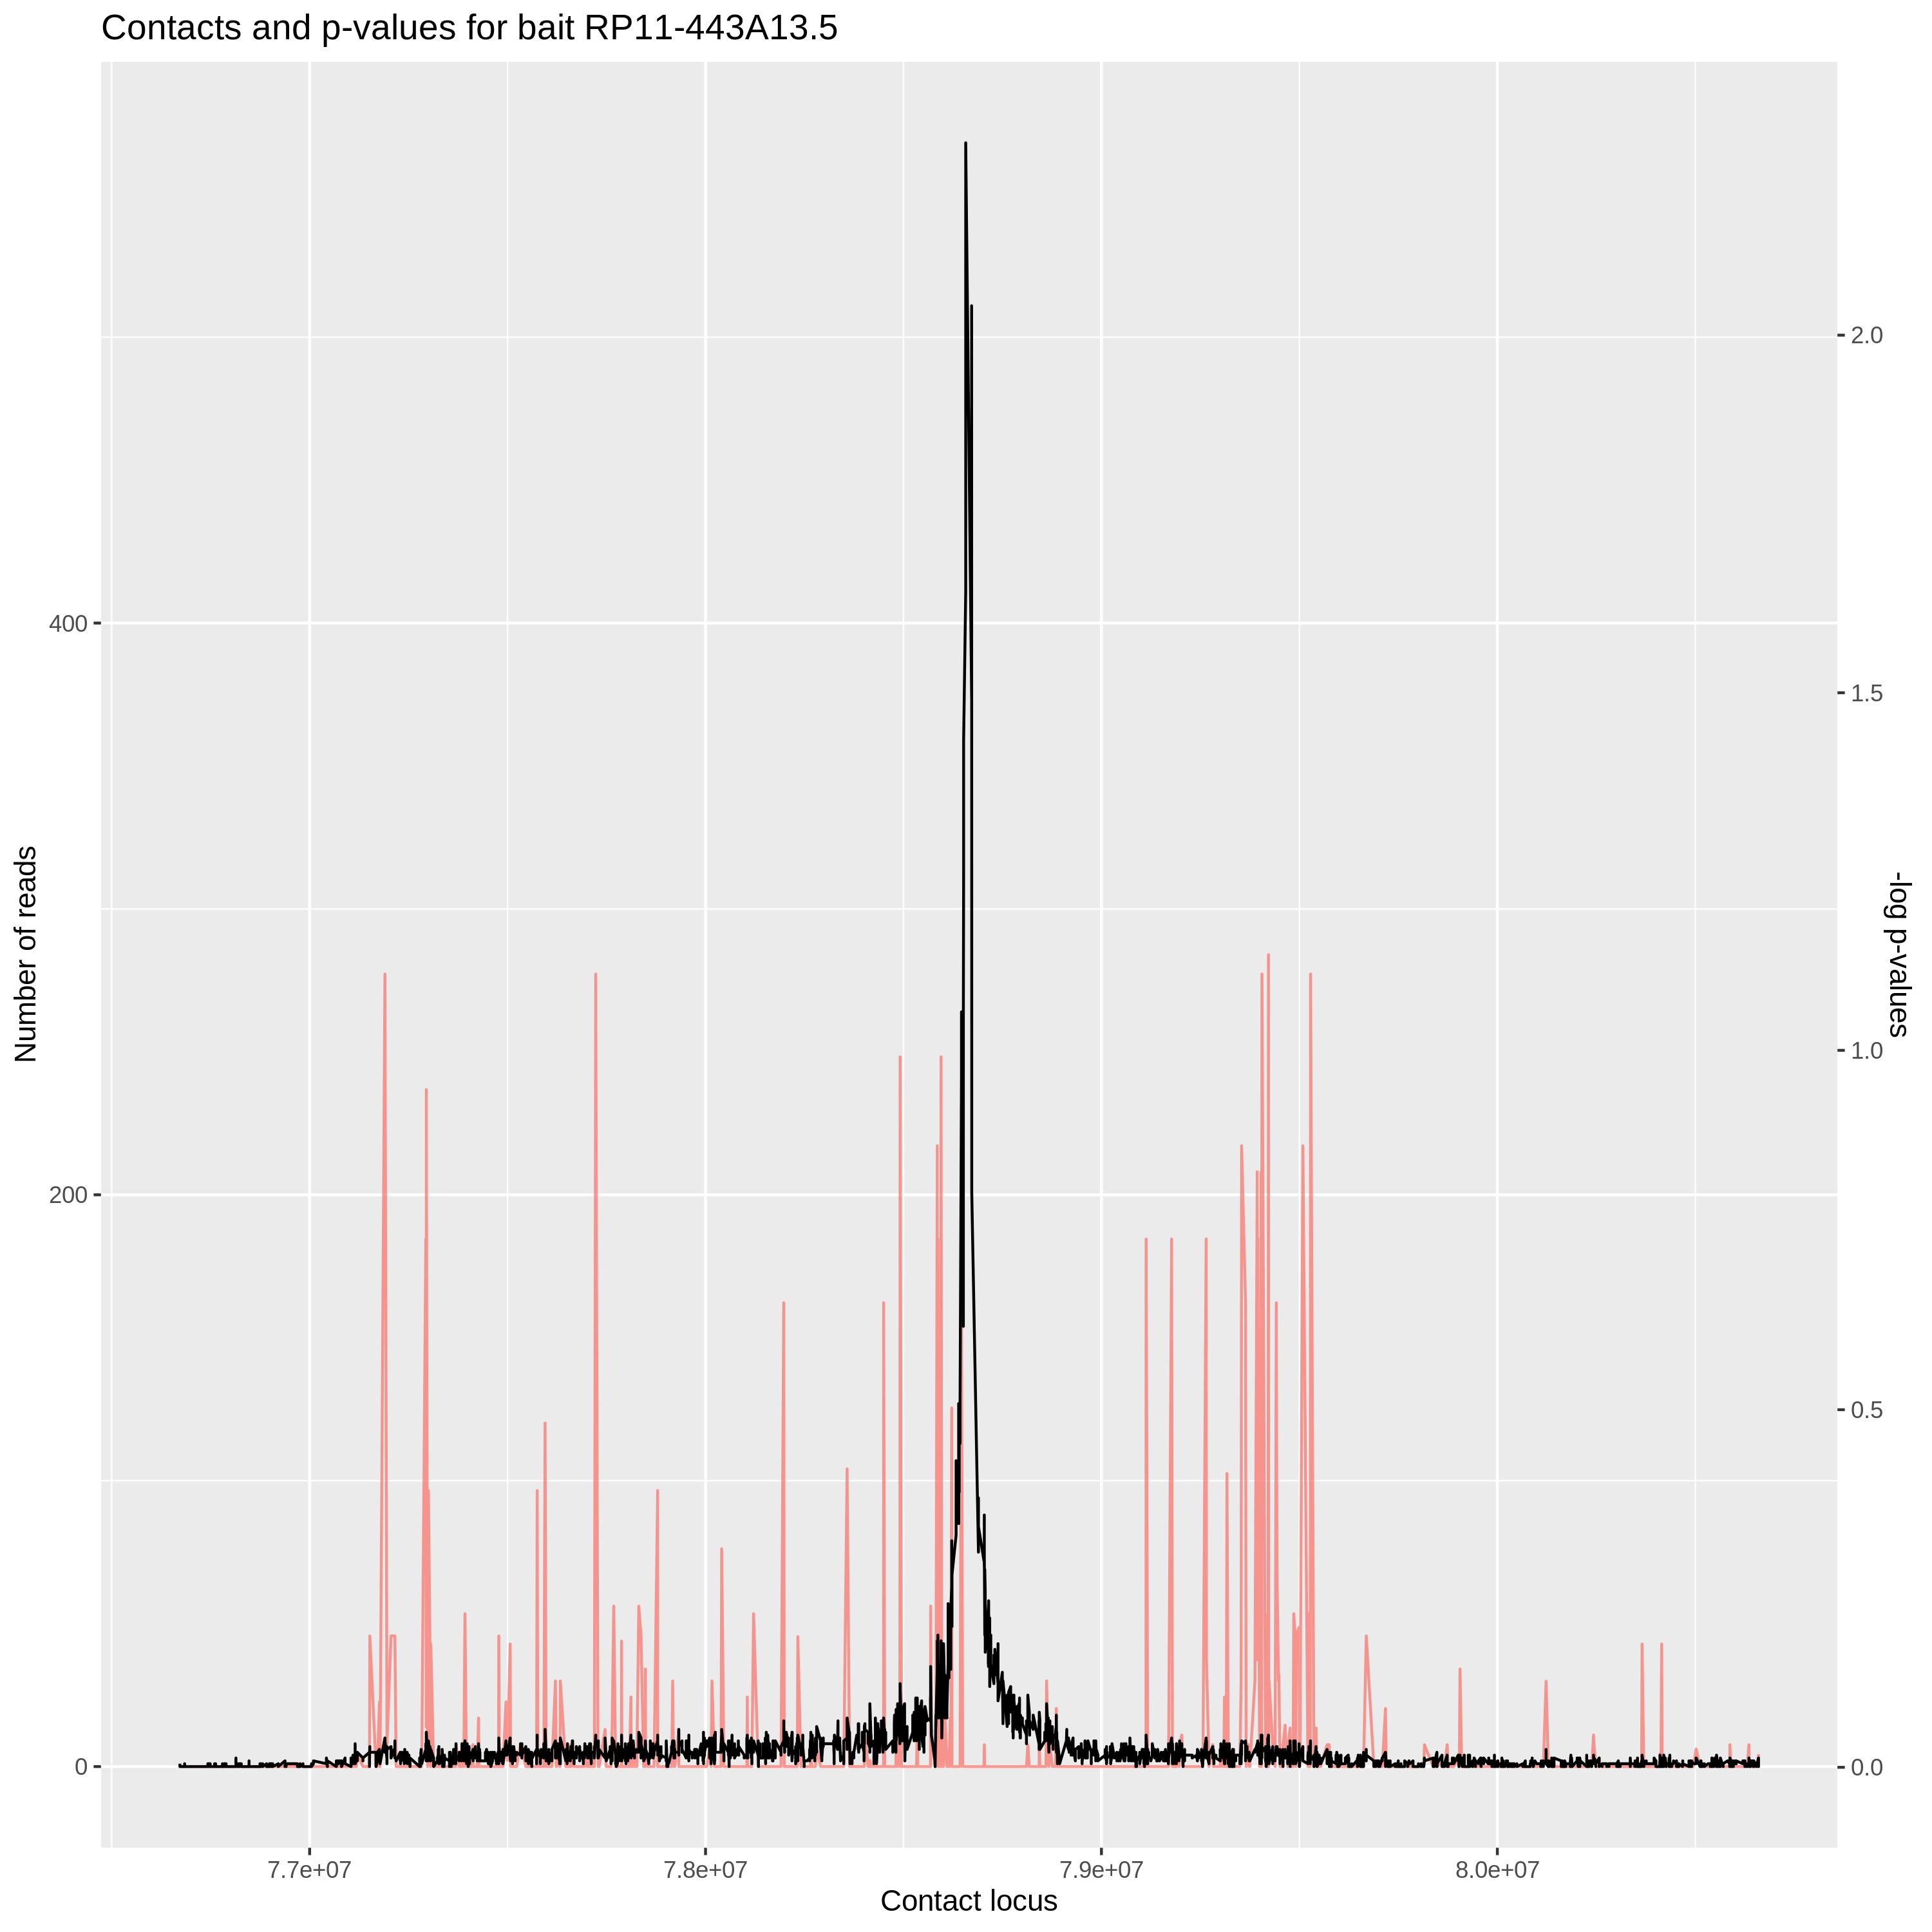 Contacts and p-values for bait RP11-443A13.5
Number of reads
400
200
0
2.0
1.5
1.0
0.5
0.0
-log p-values
7.7e+07
7.8e+07
7.9e+07
8.0e+07
Contact locus